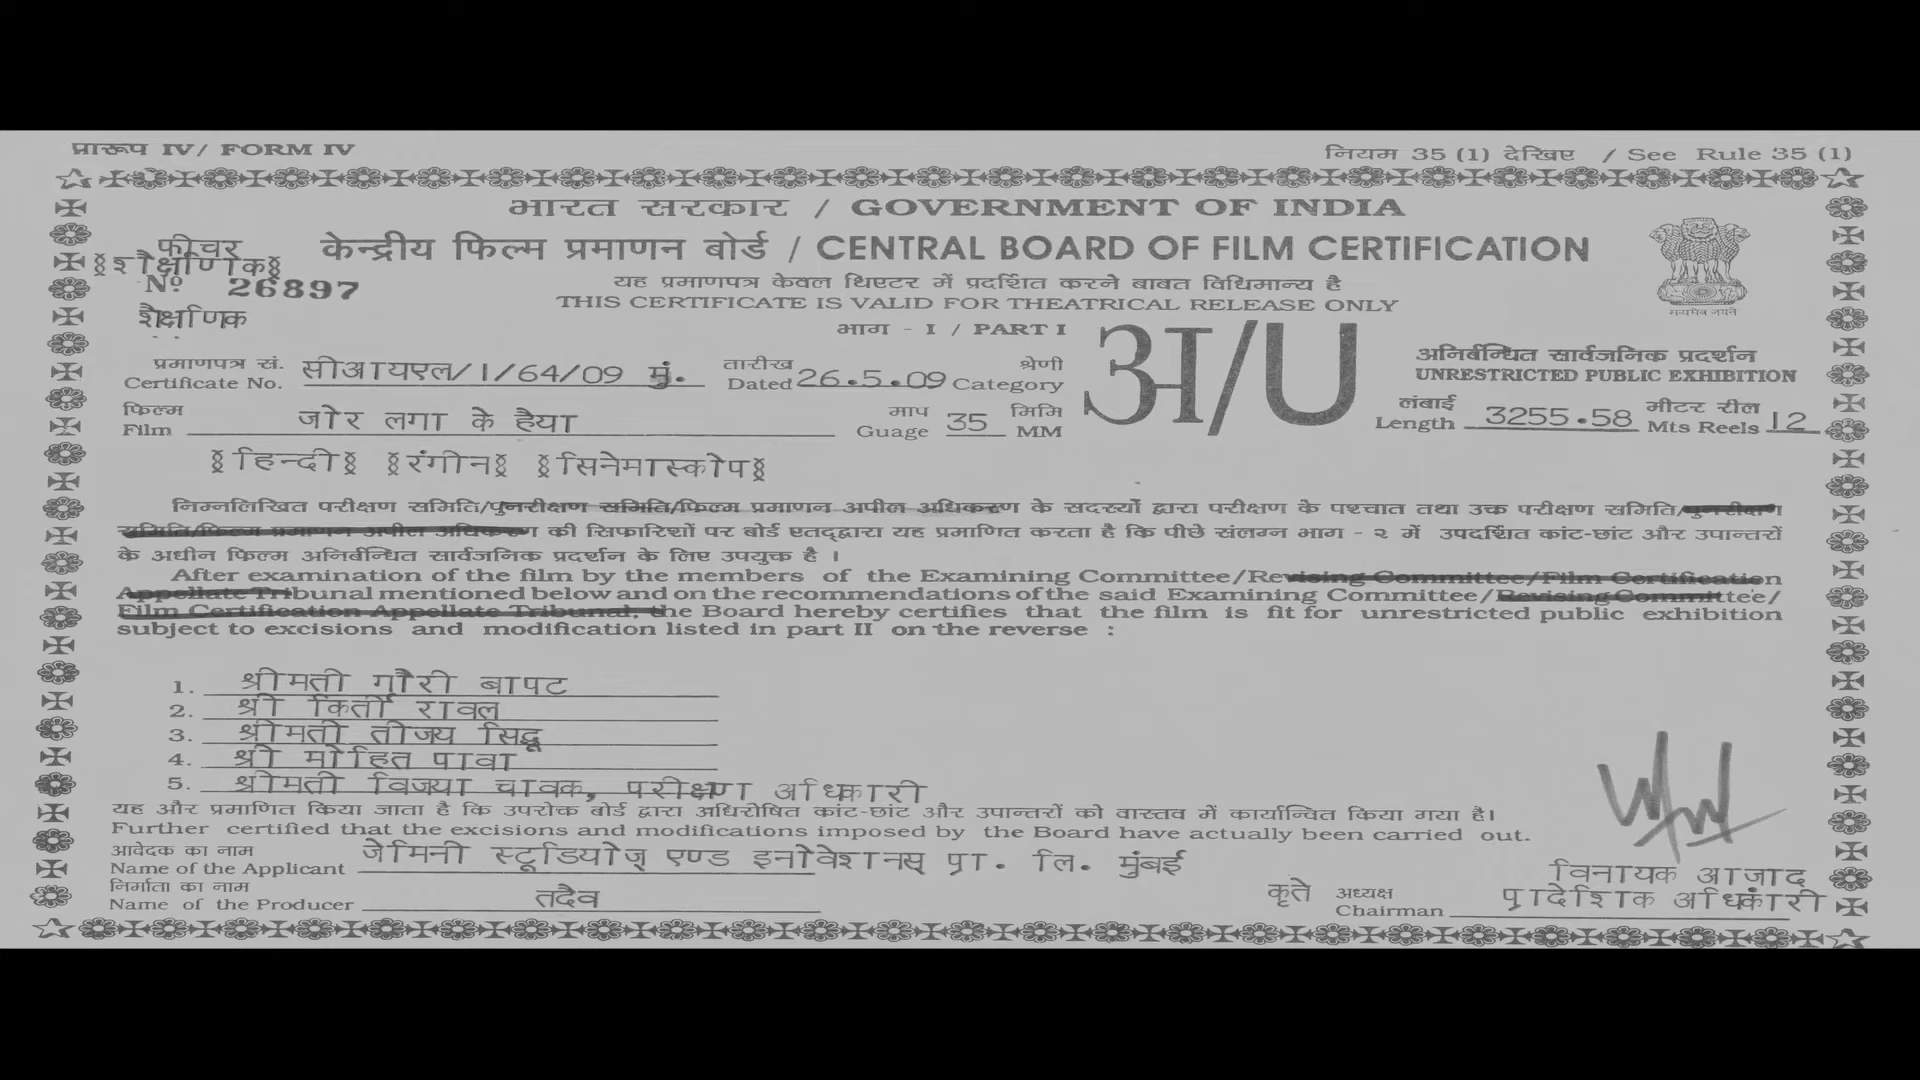 प्रारूप IV/ FORM IV
नियम 35 (1) देखिए / See Rule 35 (1)
भारत सरकार / GOVERNMENT OF INDIA
फीचर
केन्द्रीय फिल्म प्रमाणन बोर्ड / CENTRAL BOARD OF FILM CERTIFICATION
शैक्षणिक
यह प्रमाणपत्र केवल थिएटर में प्रदर्शित करने बाबत विधिमान्य है
Nº 26897
THIS CERTIFICATE IS VALID FOR THEATRICAL RELEASE ONLY
शैक्षणिक
भाग - I / PART I
अ/U
अनिर्बन्धित सार्वजनिक प्रदर्शन
UNRESTRICTED PUBLIC EXHIBITION
प्रमाणपत्र सं. सीआयएल/1/64/09 मुं. तारीख 26.5.09 श्रेणी
Certificate No. Dated Category
फिल्म जोर लगा के हैया माप 35 मिमि लंबाई 3255.58 मीटर रील 12
Film Guage MM Length Mts Reels
हिन्दी रंगीन सिनेमास्कोप
निम्नलिखित परीक्षण समिति/पुनरीक्षण समिति/फिल्म प्रमाणन अपील अधिकरण के सदस्यों द्वारा परीक्षण के पश्चात तथा उक्त परीक्षण समिति/पुनरीक्षण
समिति/फिल्म प्रमाणन अपील अधिकरण की सिफारिशों पर बोर्ड एतद्द्वारा यह प्रमाणित करता है कि पीछे संलग्न भाग - २ में उपदर्शित कांट-छांट और उपान्तरों
के अधीन फिल्म अनिर्बन्धित सार्वजनिक प्रदर्शन के लिए उपयुक्त है ।
After examination of the film by the members of the Examining Committee/Revising Committee/Film Certification
Appellate Tribunal mentioned below and on the recommendations of the said Examining Committee/Revising Committee/
Film Certification Appellate Tribunal, the Board hereby certifies that the film is fit for unrestricted public exhibition
subject to excisions and modification listed in part II on the reverse :
1. श्रीमती गौरी बापट
2. श्री किर्ती रावल
3. श्रीमती तीजय सिद्धू
4. श्री मोहित पावा
5. श्रीमती विजया चावक, परीक्षण अधिकारी
यह और प्रमाणित किया जाता है कि उपरोक्त बोर्ड द्वारा अधिरोषित कांट-छांट और उपान्तरों को वास्तव में कार्यान्वित किया गया है।
Further certified that the excisions and modifications imposed by the Board have actually been carried out.
आवेदक का नाम जेमिनी स्टूडियोज् एण्ड इनोवेशनस् प्रा. लि. मुंबई
Name of the Applicant
विनायक आजाद
निर्माता का नाम तदैव
Name of the Producer
कृते अध्यक्ष प्रादेशिक अधिकारी
Chairman